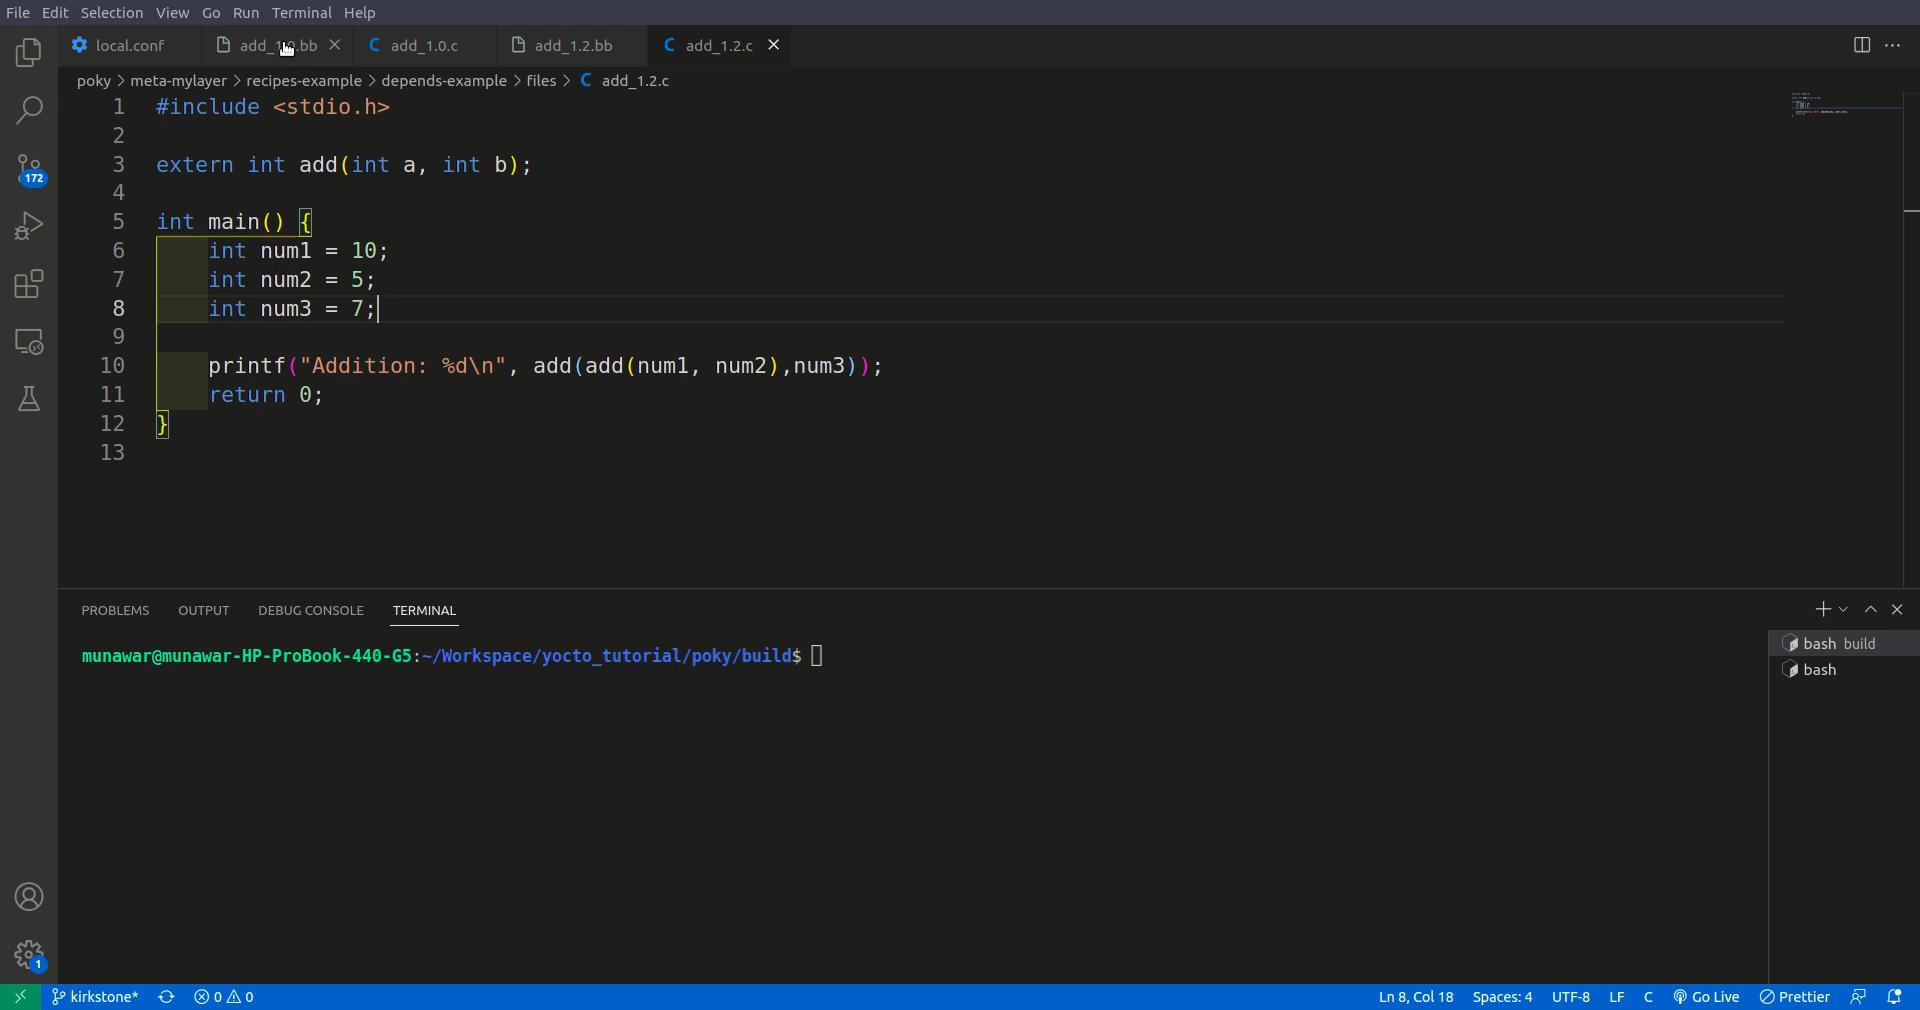 File Edit Selection View Go Run Terminal Help
local.conf add_1.0.bb add_1.0.c add_1.2.bb C add_1.2.c
poky > meta-mylayer > recipes-example > depends-example > files > C add_1.2.c
1 #include <stdio.h>
2
3 extern int add(int a, int b);
4
5 int main() {
6 int num1 = 10;
7 int num2 = 5;
8 int num3 = 7;
9
10 printf("Addition: %d\n", add(add(num1, num2),num3));
11 return 0;
12 }
13
172
PROBLEMS OUTPUT DEBUG CONSOLE TERMINAL
munawar@munawar-HP-ProBook-440-G5:~/Workspace/yocto_tutorial/poky/build$
bash build
bash
1
kirkstone* 0 0 Ln 8, Col 18 Spaces: 4 UTF-8 LF C Go Live Prettier